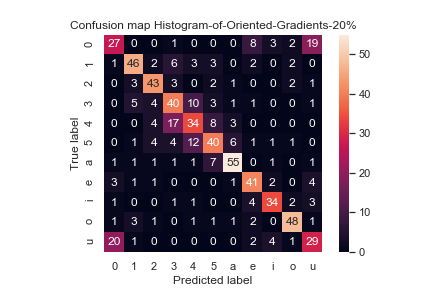 Confusion map Histogram-of-Oriented-Gradients-20%
True label
0 27 0 0 1 0 0 0 8 3 2 19
1 1 46 2 6 3 3 0 2 0 2 0
2 0 3 43 3 0 2 1 0 0 2 1
3 0 5 4 40 10 3 1 1 0 0 1
4 0 0 4 17 34 8 3 0 0 0 0
5 0 1 4 4 12 40 6 1 1 1 0
a 1 1 1 1 1 7 55 0 1 0 1
e 3 1 1 0 0 0 1 41 2 0 4
i 1 0 0 1 0 0 0 4 34 2 3
o 1 3 1 0 1 1 1 2 0 48 1
u 20 1 0 0 0 0 0 2 4 1 29
0 1 2 3 4 5 a e i o u
Predicted label
50
40
30
20
10
0